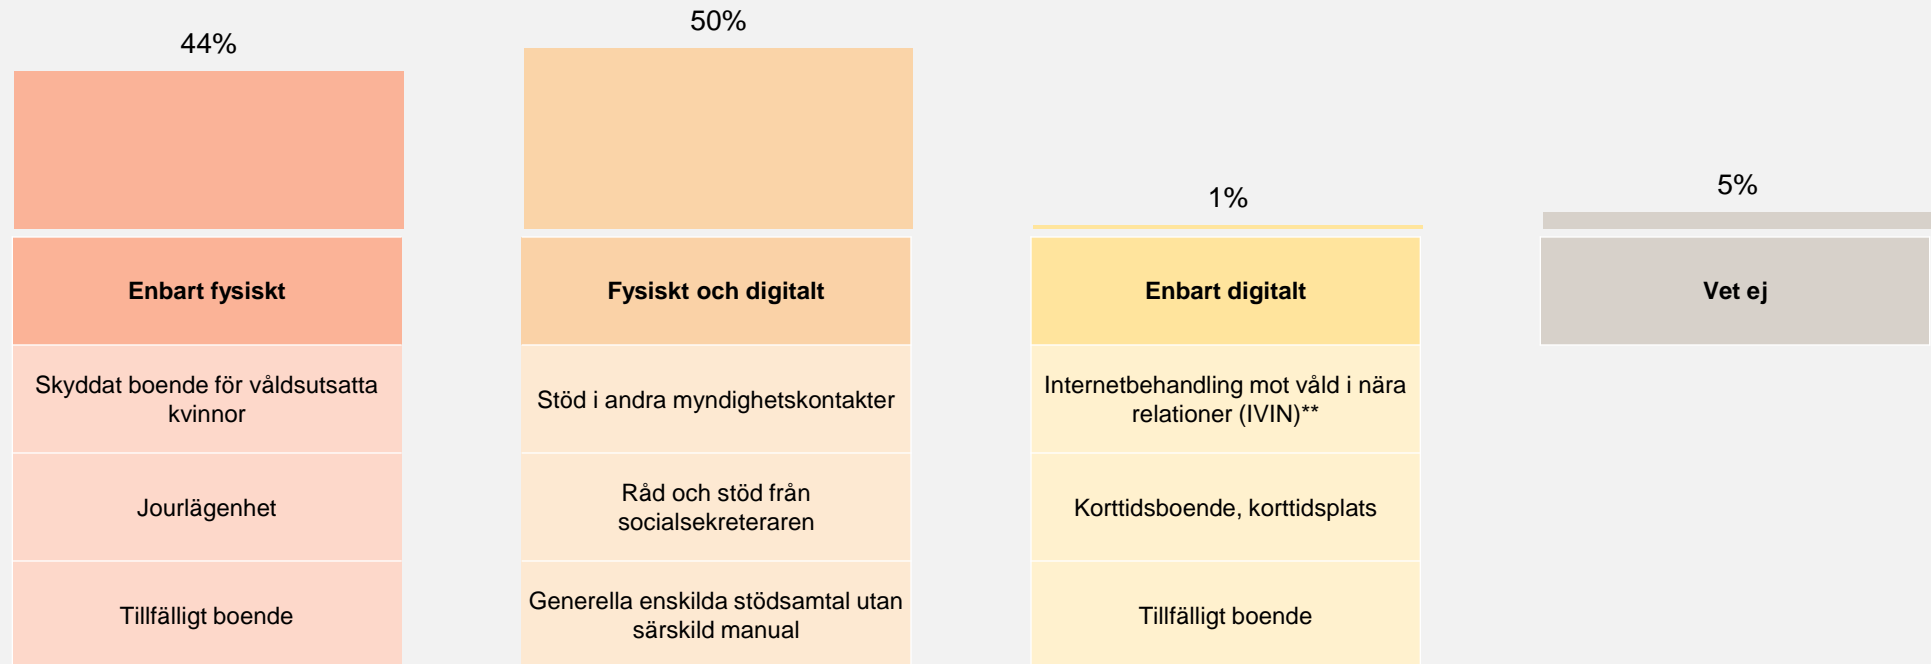 44%
50%
1%
5%
Enbart fysiskt
Fysiskt och digitalt
Enbart digitalt
Vet ej
Skyddat boende för våldsutsatta
kvinnor
Stöd i andra myndighetskontakter
Internetbehandling mot våld i nära
relationer (IVIN)**
Jourlägenhet
Råd och stöd från
socialsekreteraren
Korttidsboende, korttidsplats
Tillfälligt boende
Generella enskilda stödsamtal utan
särskild manual
Tillfälligt boende